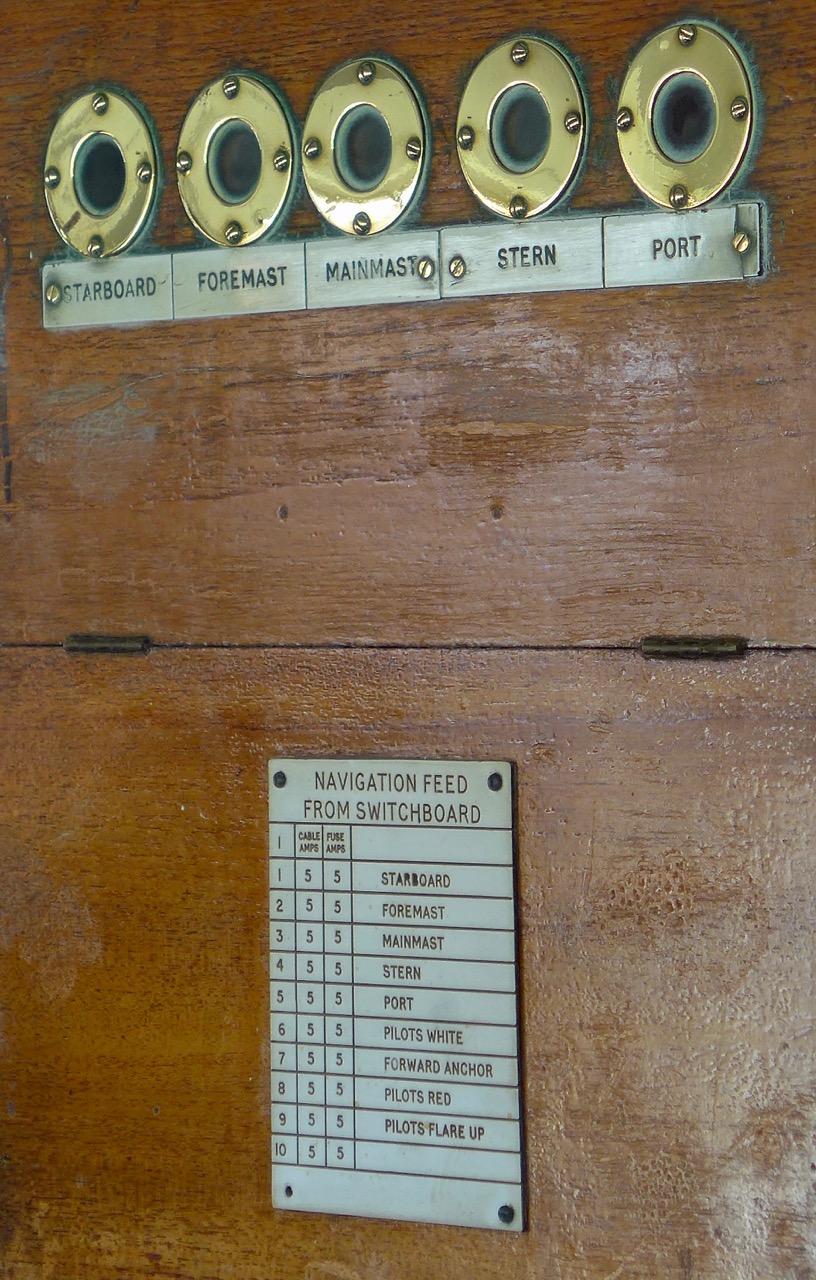 STARBOARD FOREMAST MAINMAST STERN PORT
NAVIGATION FEED
FROM SWITCHBOARD
1 CABLE AMPS FUSE AMPS
1 5 5 STARBOARD
2 5 5 FOREMAST
3 5 5 MAINMAST
4 5 5 STERN
5 5 5 PORT
6 5 5 PILOTS WHITE
7 5 5 FORWARD ANCHOR
8 5 5 PILOTS RED
9 5 5 PILOTS FLARE UP
10 5 5